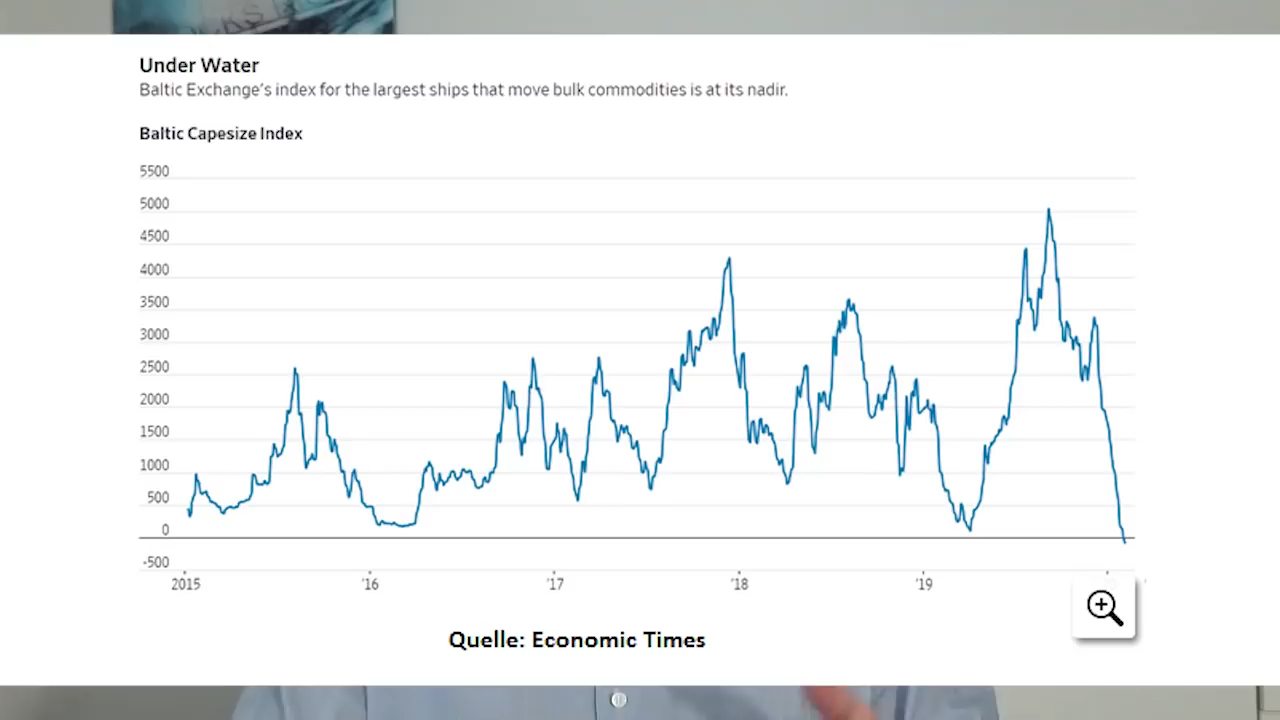 Under Water
Baltic Exchange's index for the largest ships that move bulk commodities is at its nadir.
Baltic Capesize Index
5500
5000
4500
4000
3500
3000
2500
2000
1500
1000
500
0
-500
2015 '16 '17 '18 '19
Quelle: Economic Times